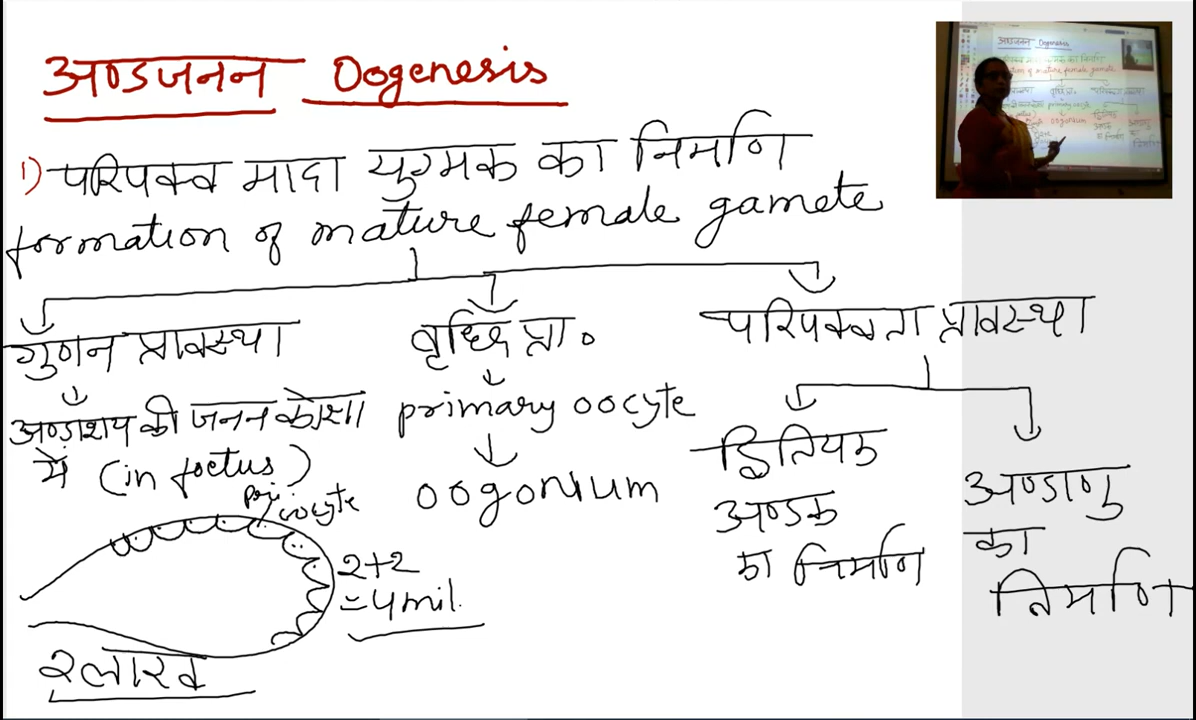 अण्डजनन Oogenesis
1) परिपक्व मादा युग्मक का निर्माण
formation of mature female gamete
गुणन प्रावस्था
वृध्दि प्रा०
परिपक्वता प्रावस्था
अण्डाशय की जनन कोशा
में (in foetus)
primary oocyte
oogonium
द्वितियक
अण्डक
का निर्माण
अण्डाणु
का
निर्माण
pri oocyte
2+2
=4mil.
2लाख